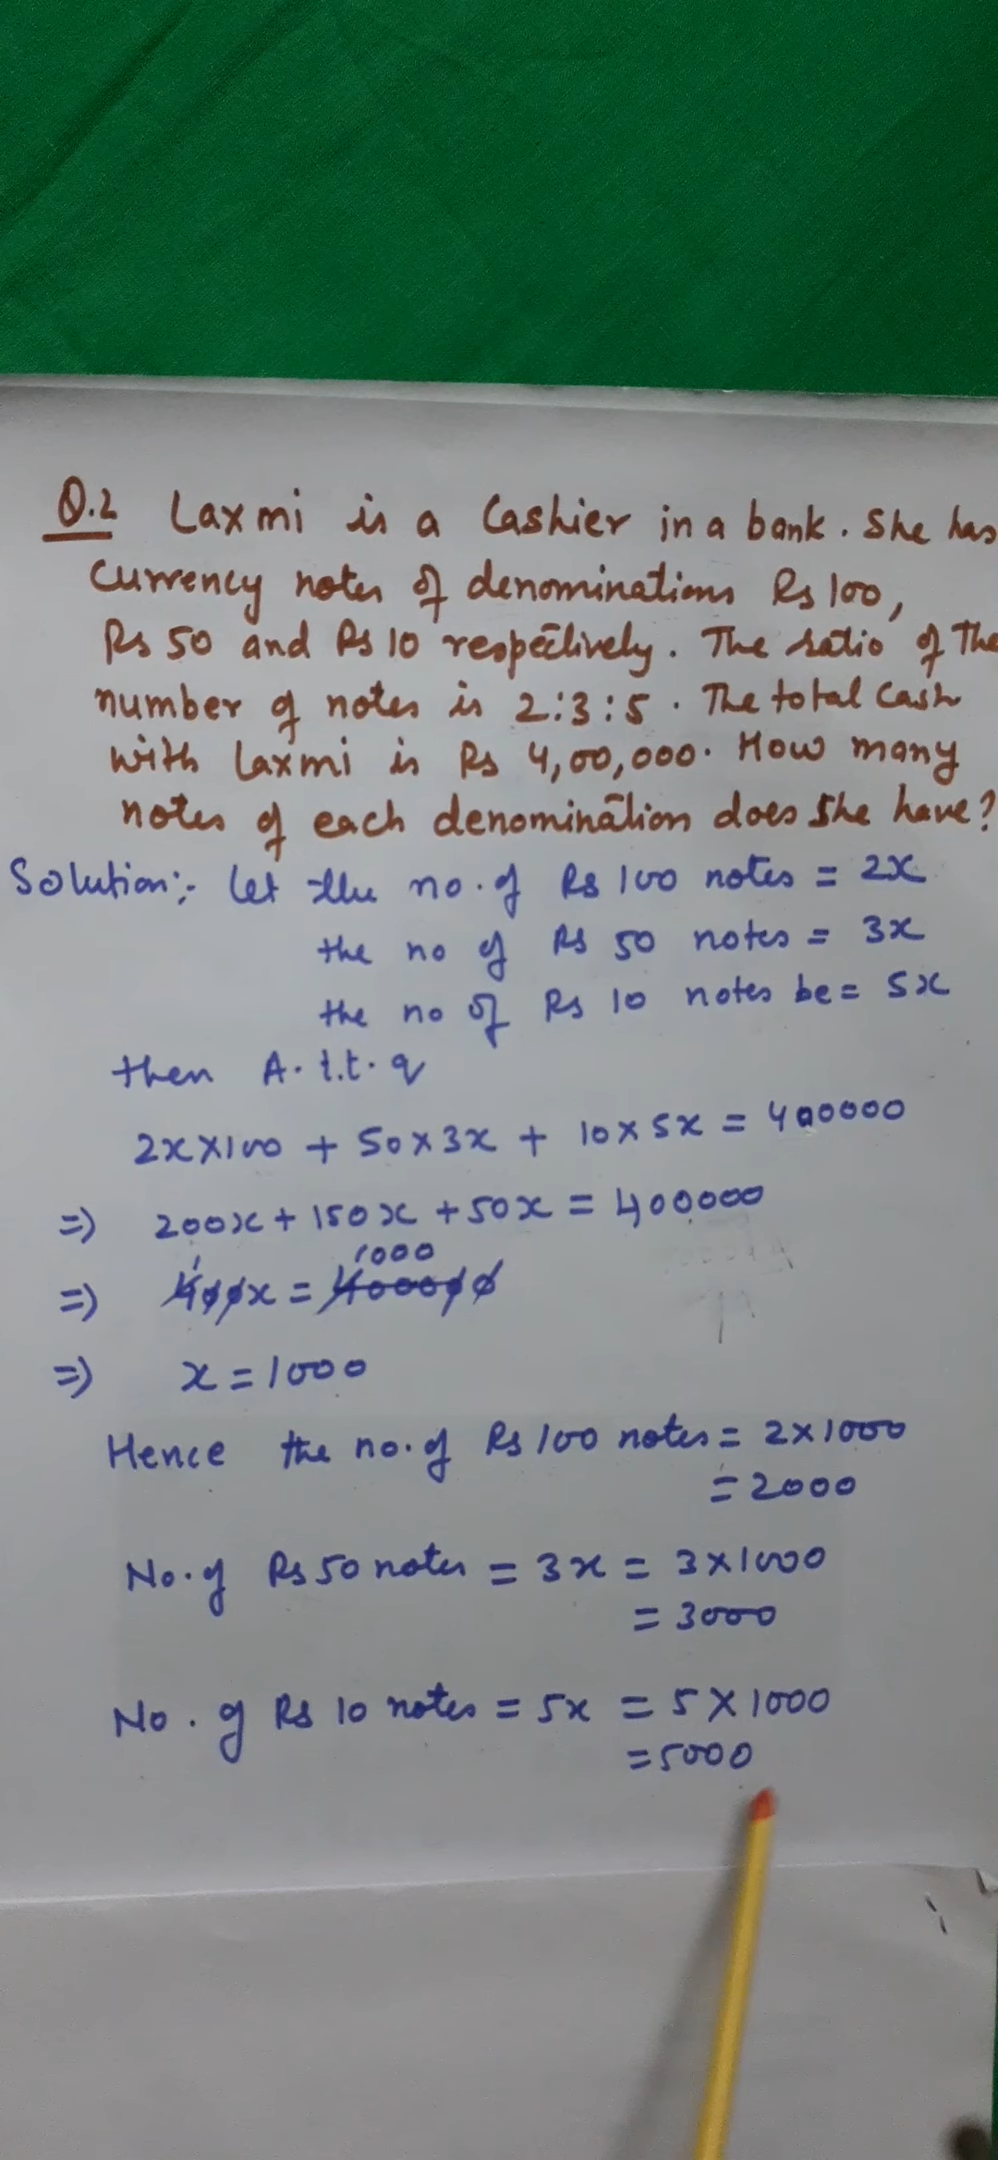 Q.2 Laxmi is a Cashier in a bank. She has
currency notes of denominations Rs 100,
Rs 50 and Rs 10 respectively. The ratio of the
number of notes is 2:3:5. The total cash
with Laxmi is Rs 4,00,000. How many
notes of each denomination does she have?
Solution:- Let the no. of Rs 100 notes = 2x
the no of Rs 50 notes = 3x
the no of Rs 10 notes be = 5x
then A.t.t.q
2x×100 + 50×3x + 10×5x = 400000
⇒ 200x + 150x + 50x = 400000
1 1000
⇒ 400x = 400000
⇒ x = 1000
Hence the no. of Rs 100 notes = 2×1000
= 2000
No. of Rs 50 notes = 3x = 3×1000
= 3000
No. of Rs 10 notes = 5x = 5×1000
= 5000